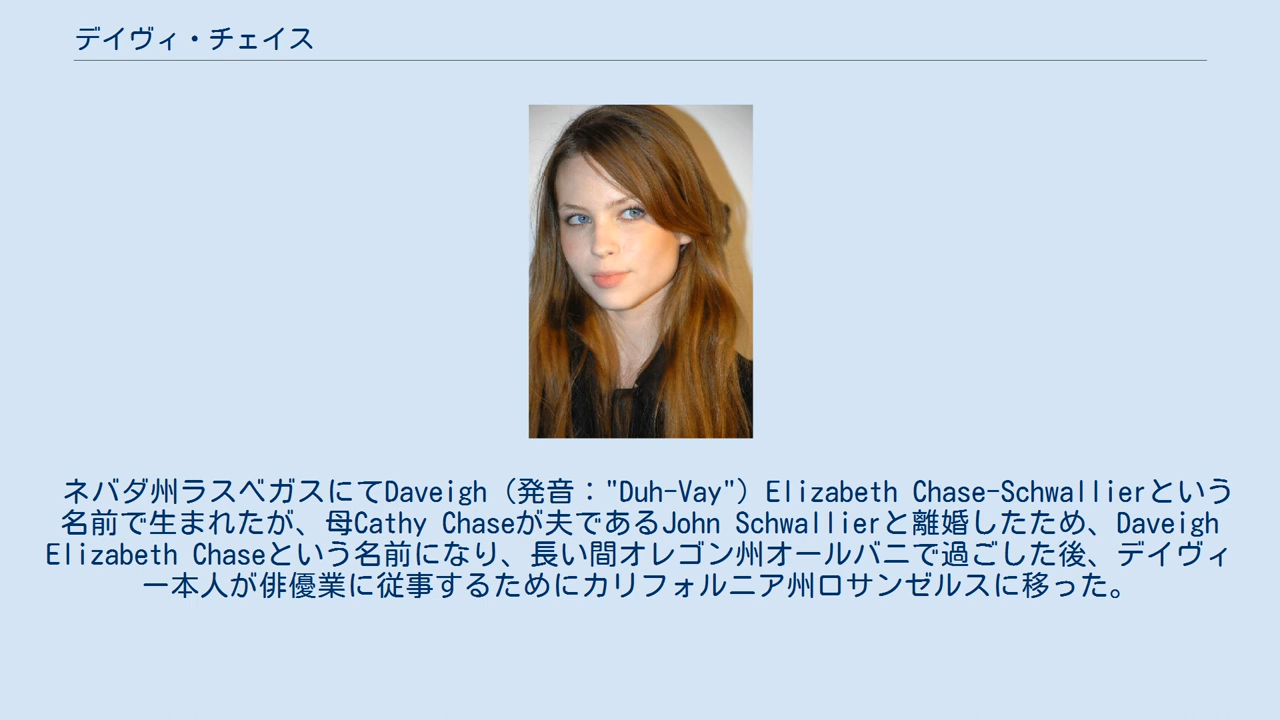 デイヴィ・チェイス
ネバダ州ラスベガスにてDaveigh（発音："Duh-Vay"）Elizabeth Chase-Schwallierという
名前で生まれたが、母Cathy Chaseが夫であるJohn Schwallierと離婚したため、Daveigh
Elizabeth Chaseという名前になり、長い間オレゴン州オールバニで過ごした後、デイヴィ
ー本人が俳優業に従事するためにカリフォルニア州ロサンゼルスに移った。